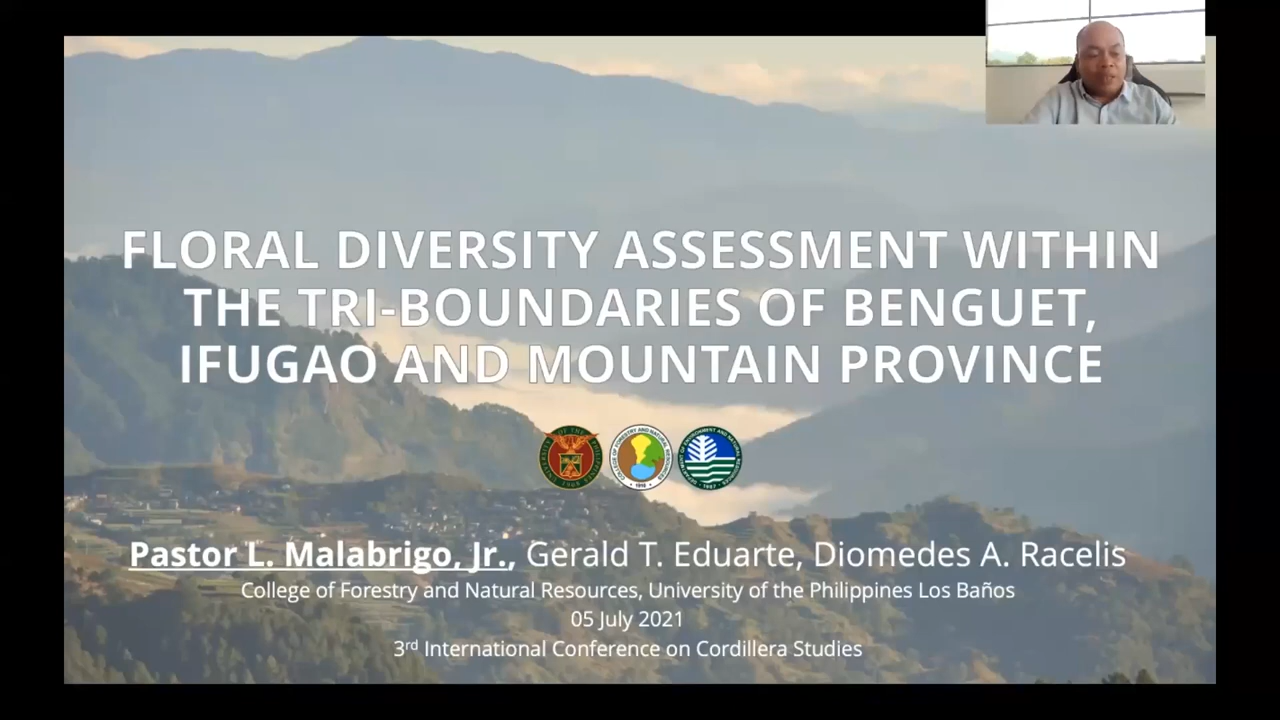 FLORAL DIVERSITY ASSESSMENT WITHIN
THE TRI-BOUNDARIES OF BENGUET,
IFUGAO AND MOUNTAIN PROVINCE
Pastor L. Malabrigo, Jr., Gerald T. Eduarte, Diomedes A. Racelis
College of Forestry and Natural Resources, University of the Philippines Los Baños
05 July 2021
3rd International Conference on Cordillera Studies